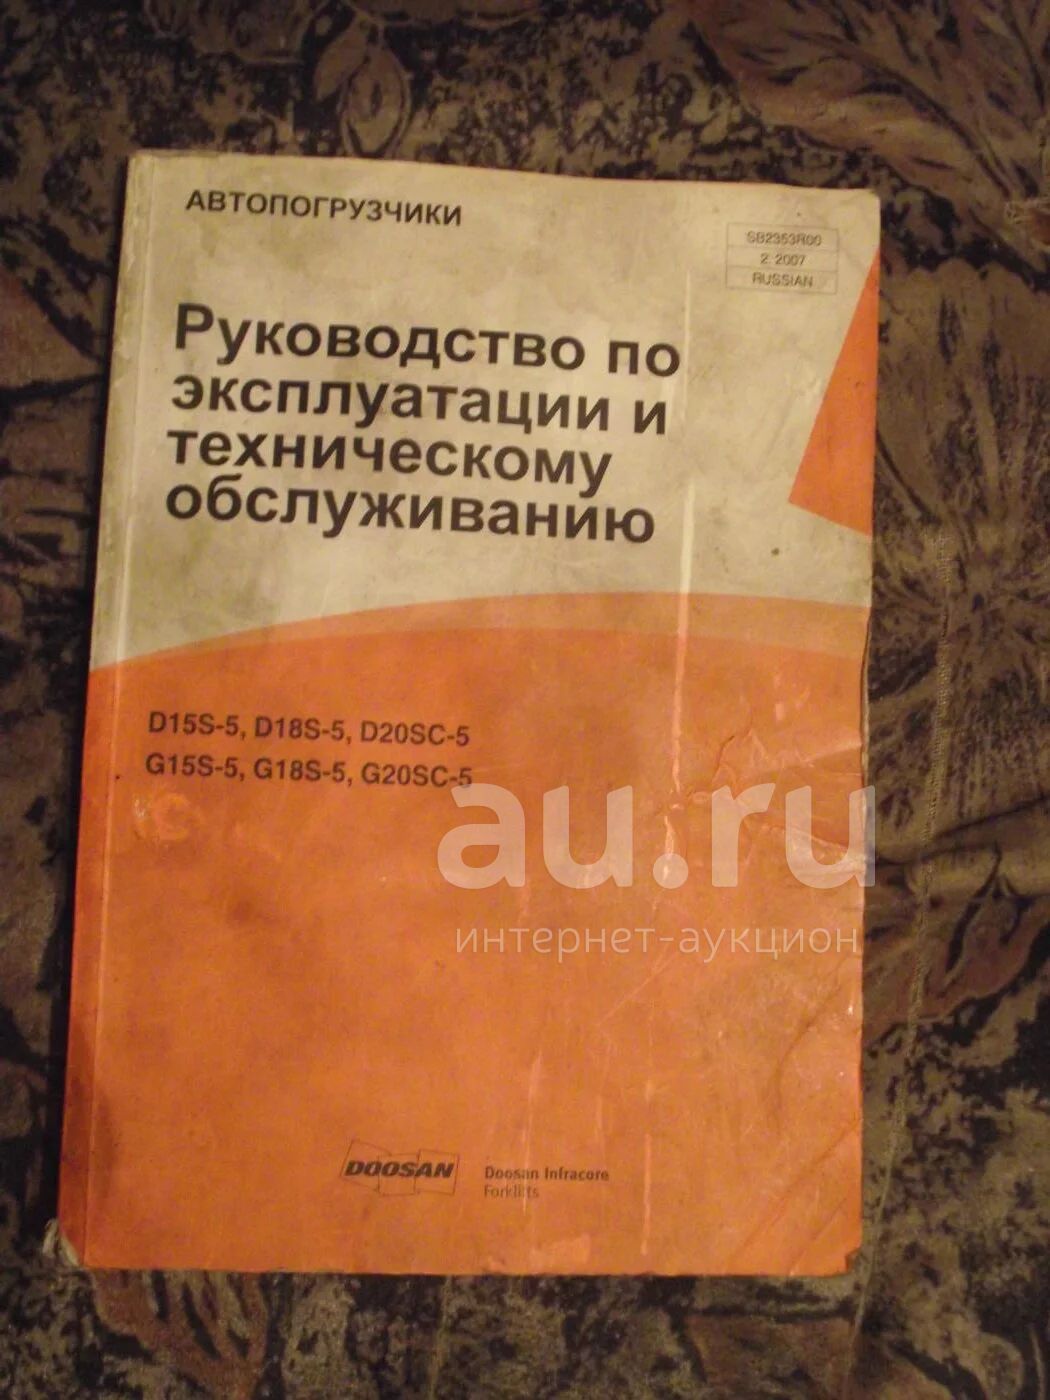 АВТОПОГРУЗЧИКИ
SB2353R00
2. 2007
RUSSIAN
Руководство по
эксплуатации и
техническому
обслуживанию
D15S-5, D18S-5, D20SC-5
G15S-5, G18S-5, G20SC-5
au.ru
интернет-аукцион
DOOSAN
Doosan Infracore
Forklifts